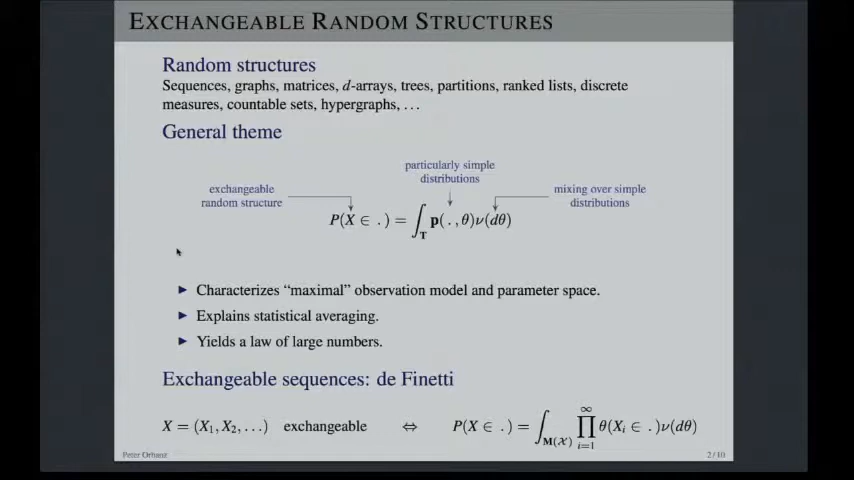 EXCHANGEABLE RANDOM STRUCTURES
Random structures
Sequences, graphs, matrices, d-arrays, trees, partitions, ranked lists, discrete
measures, countable sets, hypergraphs, …
General theme
particularly simple
distributions
exchangeable
random structure
mixing over simple
distributions
P(X ∈ . ) = ∫_T p( . , θ)ν(dθ)
▶ Characterizes “maximal” observation model and parameter space.
▶ Explains statistical averaging.
▶ Yields a law of large numbers.
Exchangeable sequences: de Finetti
X = (X₁, X₂, …) exchangeable ⇔ P(X ∈ . ) = ∫_M(𝒳) ∏_{i=1}^∞ θ(X_i ∈ . )ν(dθ)
Peter Orbanz 2/10